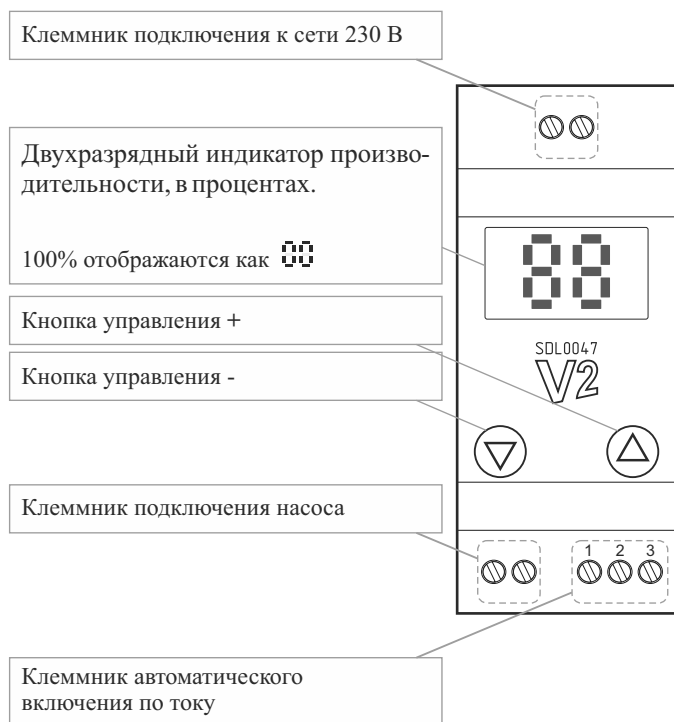 Клеммник подключения к сети 230 В
Двухразрядный индикатор произво-
дительности, в процентах.
100% отображаются как 00
Кнопка управления +
Кнопка управления -
Клеммник подключения насоса
Клеммник автоматического
включения по току
88
SDL0047
V2
1 2 3